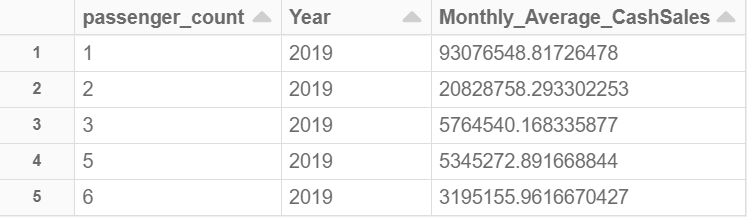 passenger_count Year Monthly_Average_CashSales
1 1 2019 93076548.81726478
2 2 2019 20828758.293302253
3 3 2019 5764540.168335877
4 5 2019 5345272.891668844
5 6 2019 3195155.9616670427